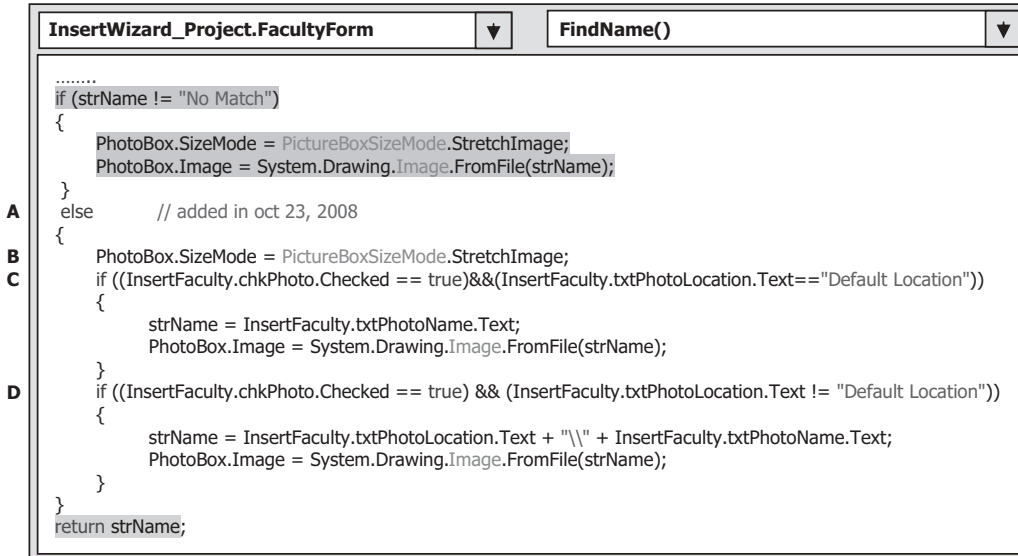 InsertWizard_Project.FacultyForm FindName()
........
if (strName != "No Match")
{
PhotoBox.SizeMode = PictureBoxSizeMode.StretchImage;
PhotoBox.Image = System.Drawing.Image.FromFile(strName);
}
A else // added in oct 23, 2008
{
B PhotoBox.SizeMode = PictureBoxSizeMode.StretchImage;
C if ((InsertFaculty.chkPhoto.Checked == true)&&(InsertFaculty.txtPhotoLocation.Text=="Default Location"))
{
strName = InsertFaculty.txtPhotoName.Text;
PhotoBox.Image = System.Drawing.Image.FromFile(strName);
}
D if ((InsertFaculty.chkPhoto.Checked == true) && (InsertFaculty.txtPhotoLocation.Text != "Default Location"))
{
strName = InsertFaculty.txtPhotoLocation.Text + "\\" + InsertFaculty.txtPhotoName.Text;
PhotoBox.Image = System.Drawing.Image.FromFile(strName);
}
}
return strName;